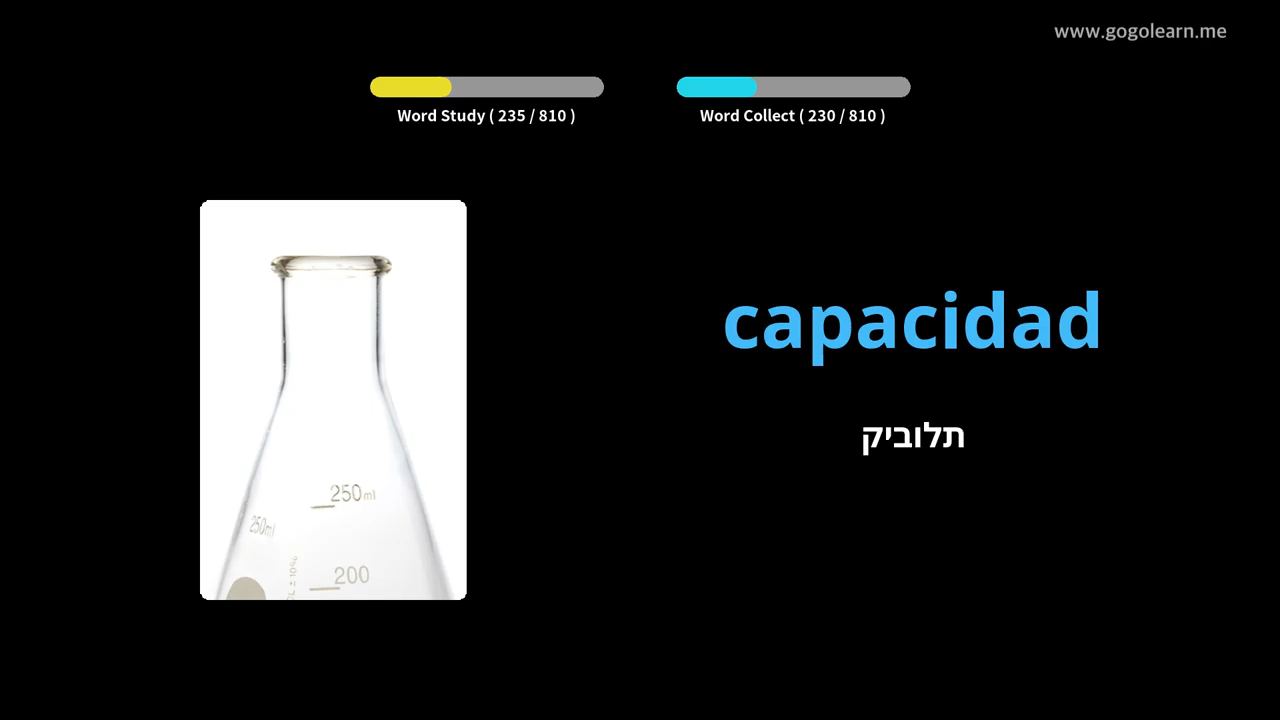 www.gogolearn.me
Word Study ( 235 / 810 )
Word Collect ( 230 / 810 )
capacidad
תלוביק
250ml
250ml
200